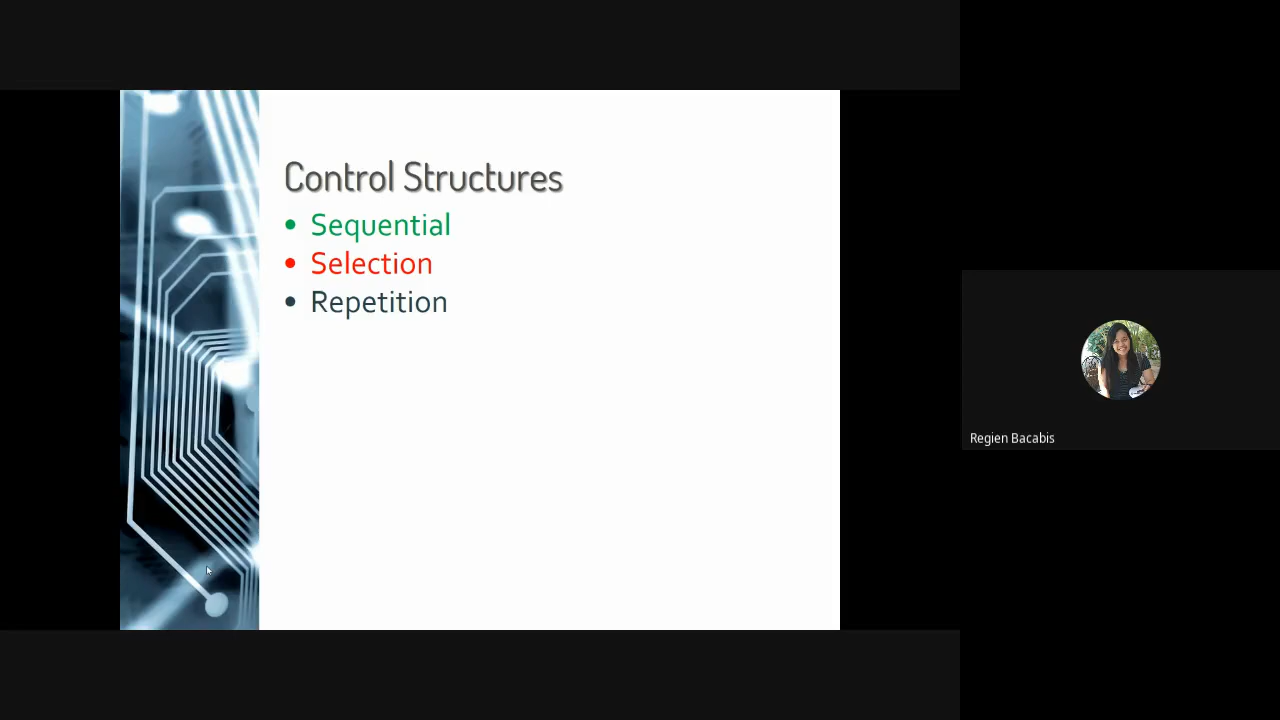 Control Structures
• Sequential
• Selection
• Repetition
Regien Bacabis